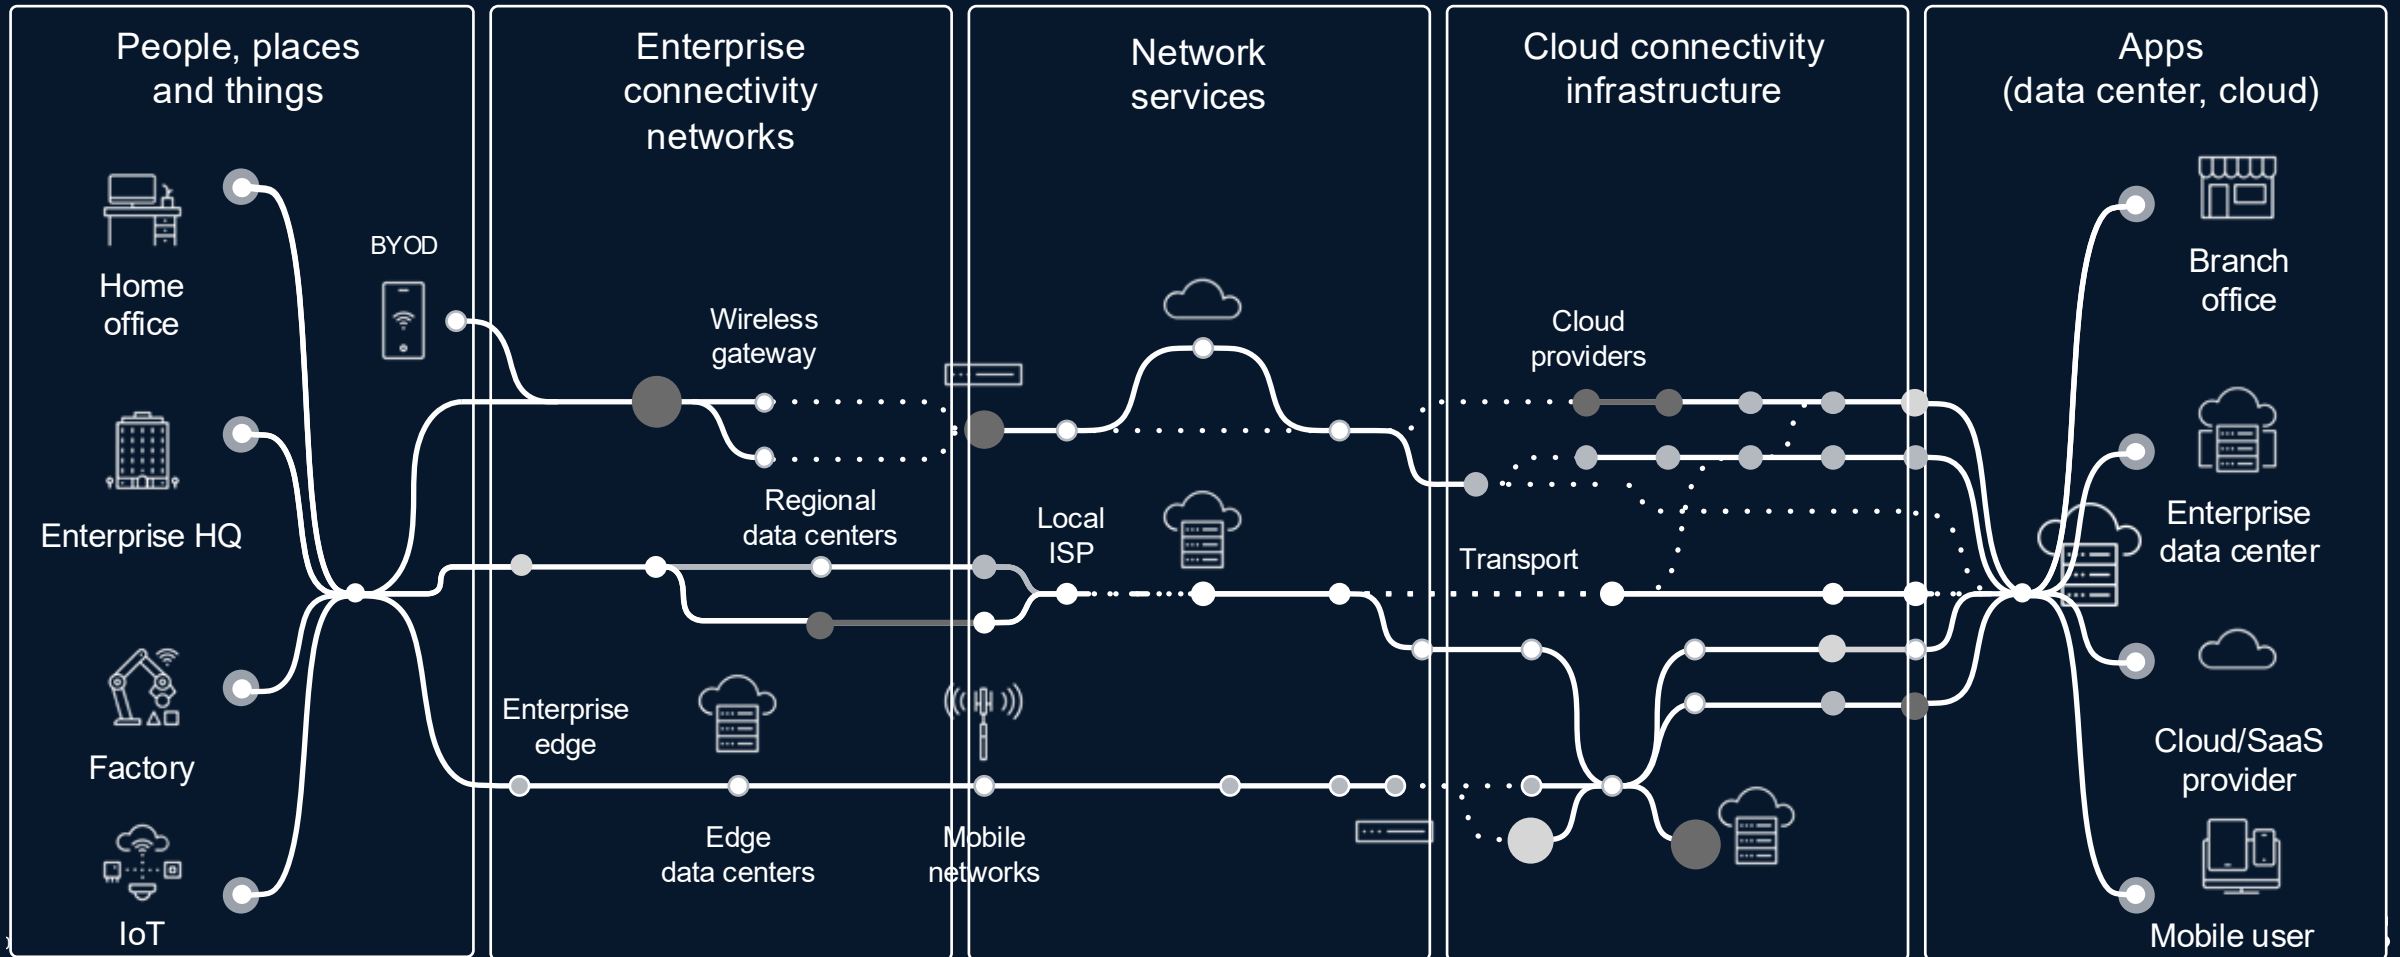 People, places
and things
Enterprise
connectivity
networks
Network
services
Cloud connectivity
infrastructure
Apps
(data center, cloud)
Home
office
BYOD
Enterprise HQ
Factory
IoT
Wireless
gateway
Regional
data centers
Enterprise
edge
Edge
data centers
Mobile
networks
Local
ISP
Cloud
providers
Transport
Branch
office
Enterprise
data center
Cloud/SaaS
provider
Mobile user